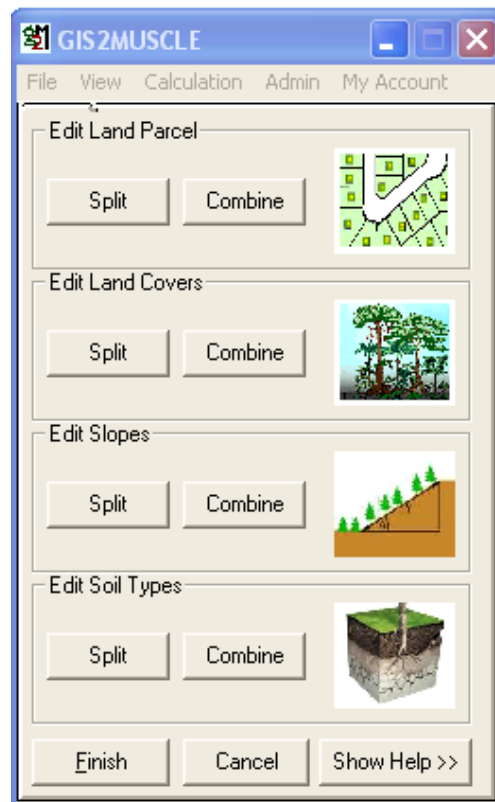 GIS2MUSCLE
File View Calculation Admin My Account
Edit Land Parcel
Split Combine
Edit Land Covers
Split Combine
Edit Slopes
Split Combine
Edit Soil Types
Split Combine
Finish Cancel Show Help >>